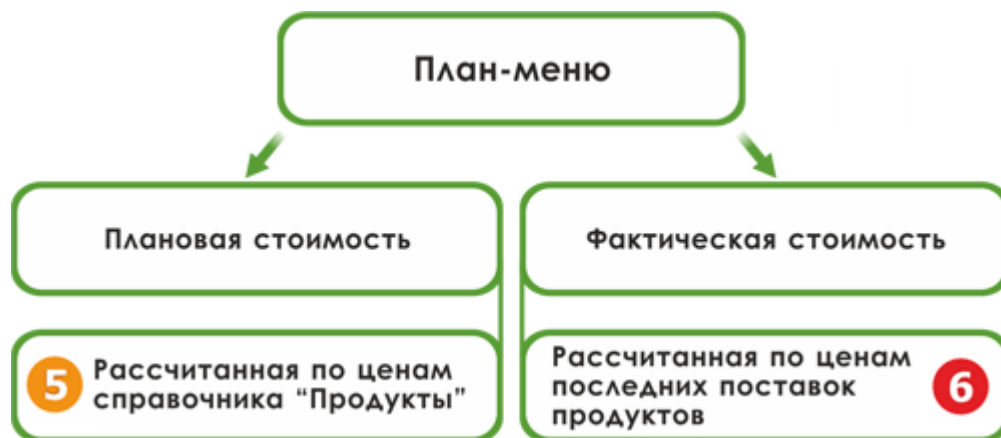 План-меню
Плановая стоимость
Фактическая стоимость
5
Рассчитанная по ценам
справочника “Продукты”
Рассчитанная по ценам
последних поставок
продуктов
6